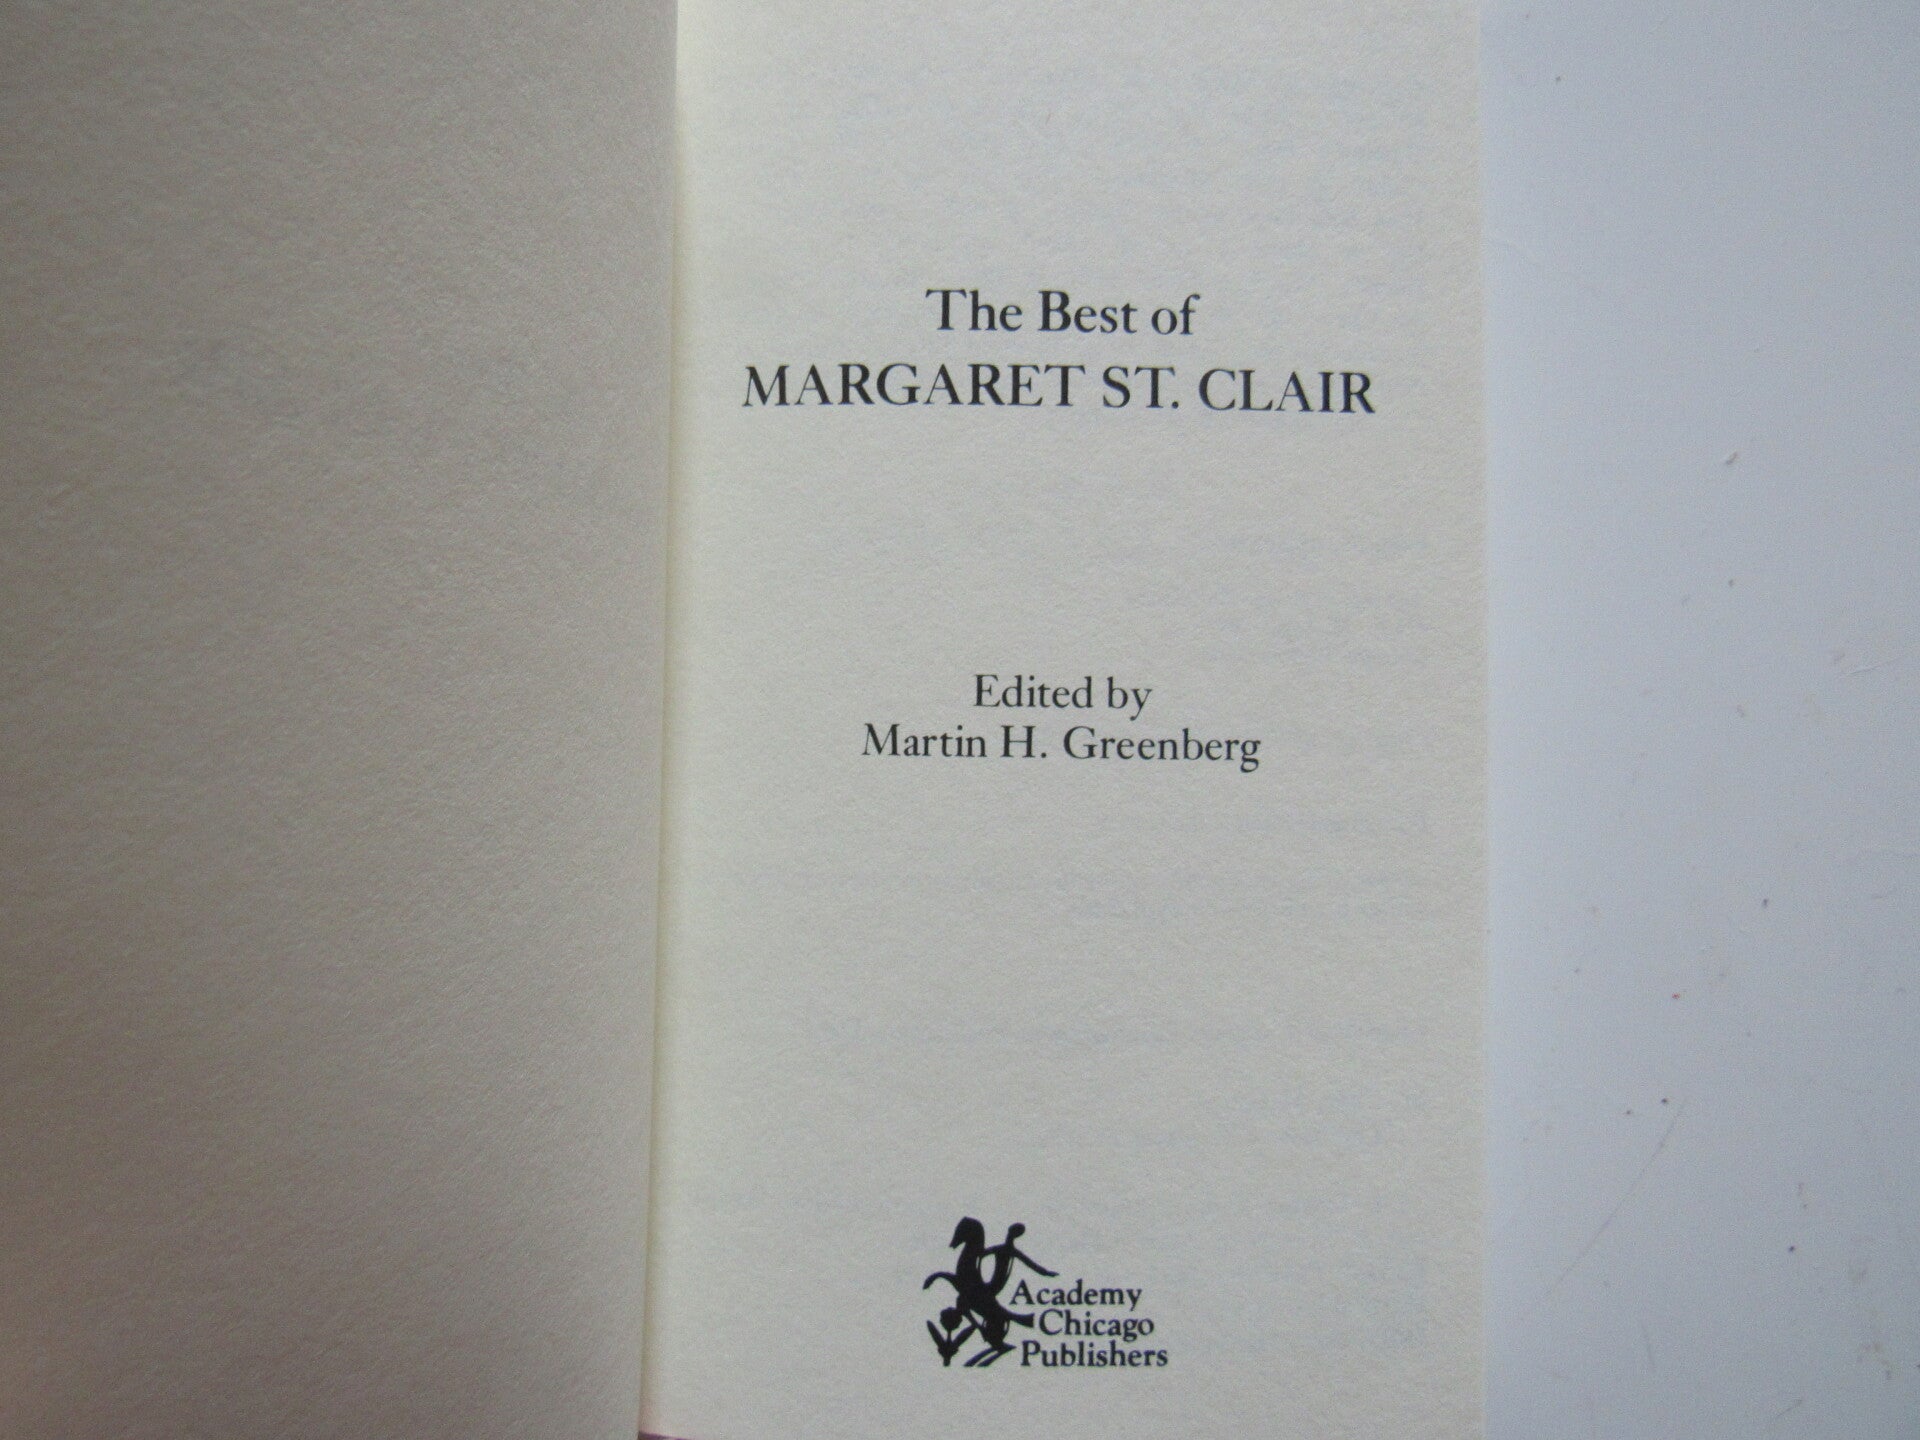 The Best of
MARGARET ST. CLAIR
Edited by
Martin H. Greenberg
Academy
Chicago
Publishers